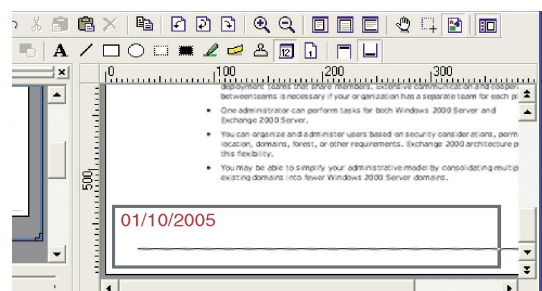 A
12
1
0 100 200 300
deployment teams that share members. Extensive communication and cooper
between teams is necessary if your organization has a separate team for each pl
• One administrator can perform tasks for both Windows 2000 Server and
Exchange 2000 Server.
• You can organize and administer users based on security considerations, perm
location, domains, forest, or other requirements. Exchange 2000 architecture p
this flexibility.
• You may be able to simplify your administrative model by consolidating multip
existing domains into fewer Windows 2000 Server domains.
500
01/10/2005